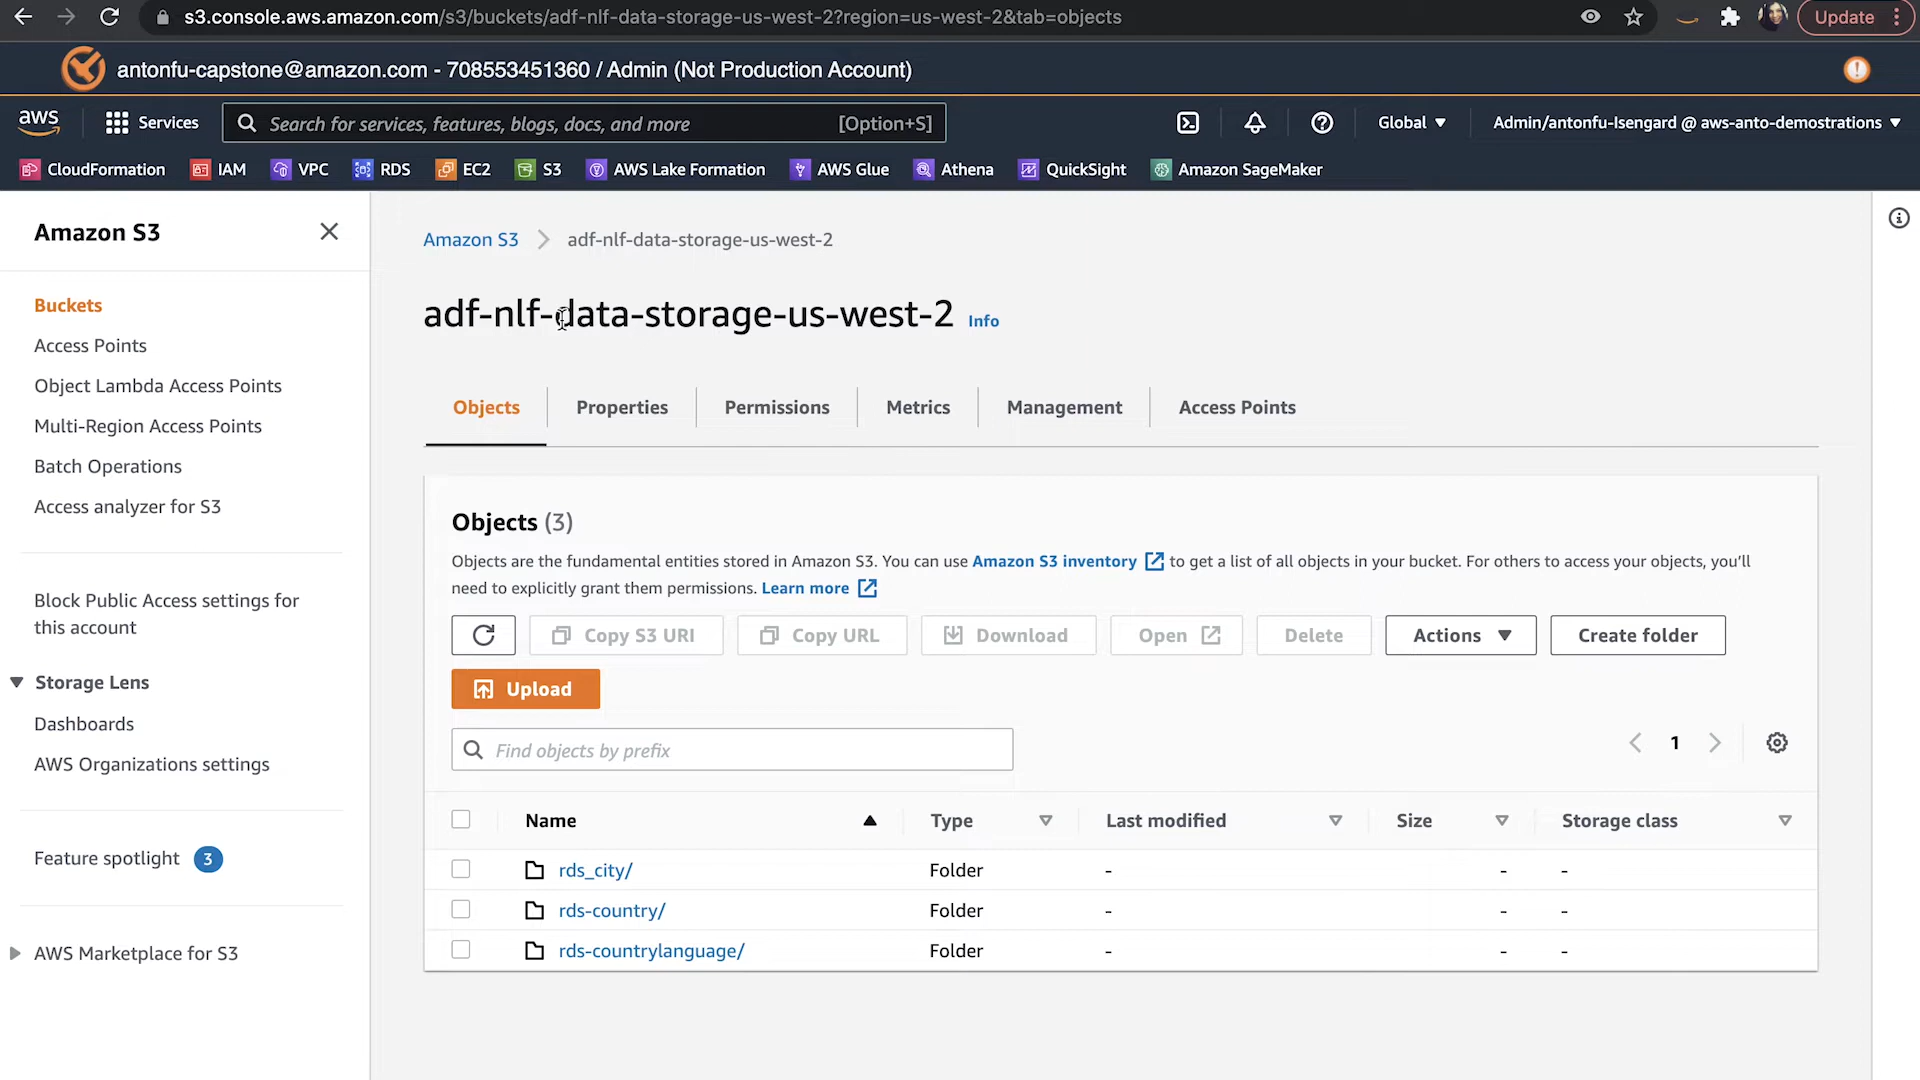 s3.console.aws.amazon.com/s3/buckets/adf-nlf-data-storage-us-west-2?region=us-west-2&tab=objects
Update
antonfu-capstone@amazon.com - 708553451360 / Admin (Not Production Account)
aws
Services
Search for services, features, blogs, docs, and more
[Option+S]
Global
Admin/antonfu-Isengard @ aws-anto-demostrations
CloudFormation
IAM
VPC
RDS
EC2
S3
AWS Lake Formation
AWS Glue
Athena
QuickSight
Amazon SageMaker
Amazon S3
Buckets
Access Points
Object Lambda Access Points
Multi-Region Access Points
Batch Operations
Access analyzer for S3
Block Public Access settings for
this account
Storage Lens
Dashboards
AWS Organizations settings
Feature spotlight 3
AWS Marketplace for S3
Amazon S3
adf-nlf-data-storage-us-west-2
adf-nlf-data-storage-us-west-2 Info
Objects
Properties
Permissions
Metrics
Management
Access Points
Objects (3)
Objects are the fundamental entities stored in Amazon S3. You can use Amazon S3 inventory to get a list of all objects in your bucket. For others to access your objects, you'll
need to explicitly grant them permissions. Learn more
Copy S3 URI
Copy URL
Download
Open
Delete
Actions
Create folder
Upload
Find objects by prefix
1
Name Type Last modified Size Storage class
rds_city/ Folder - - -
rds-country/ Folder - - -
rds-countrylanguage/ Folder - - -